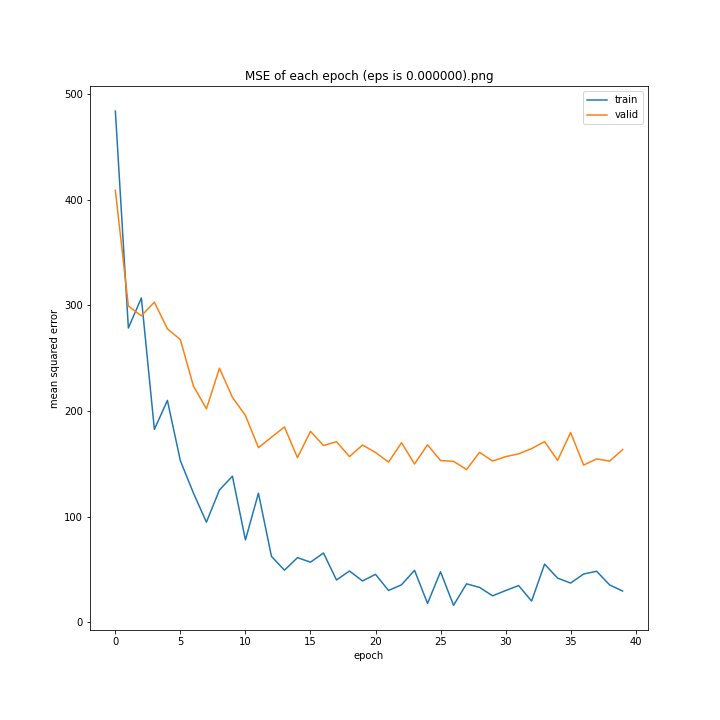 MSE of each epoch (eps is 0.000000).png
train
valid
mean squared error
500
400
300
200
100
0
0 5 10 15 20 25 30 35 40
epoch